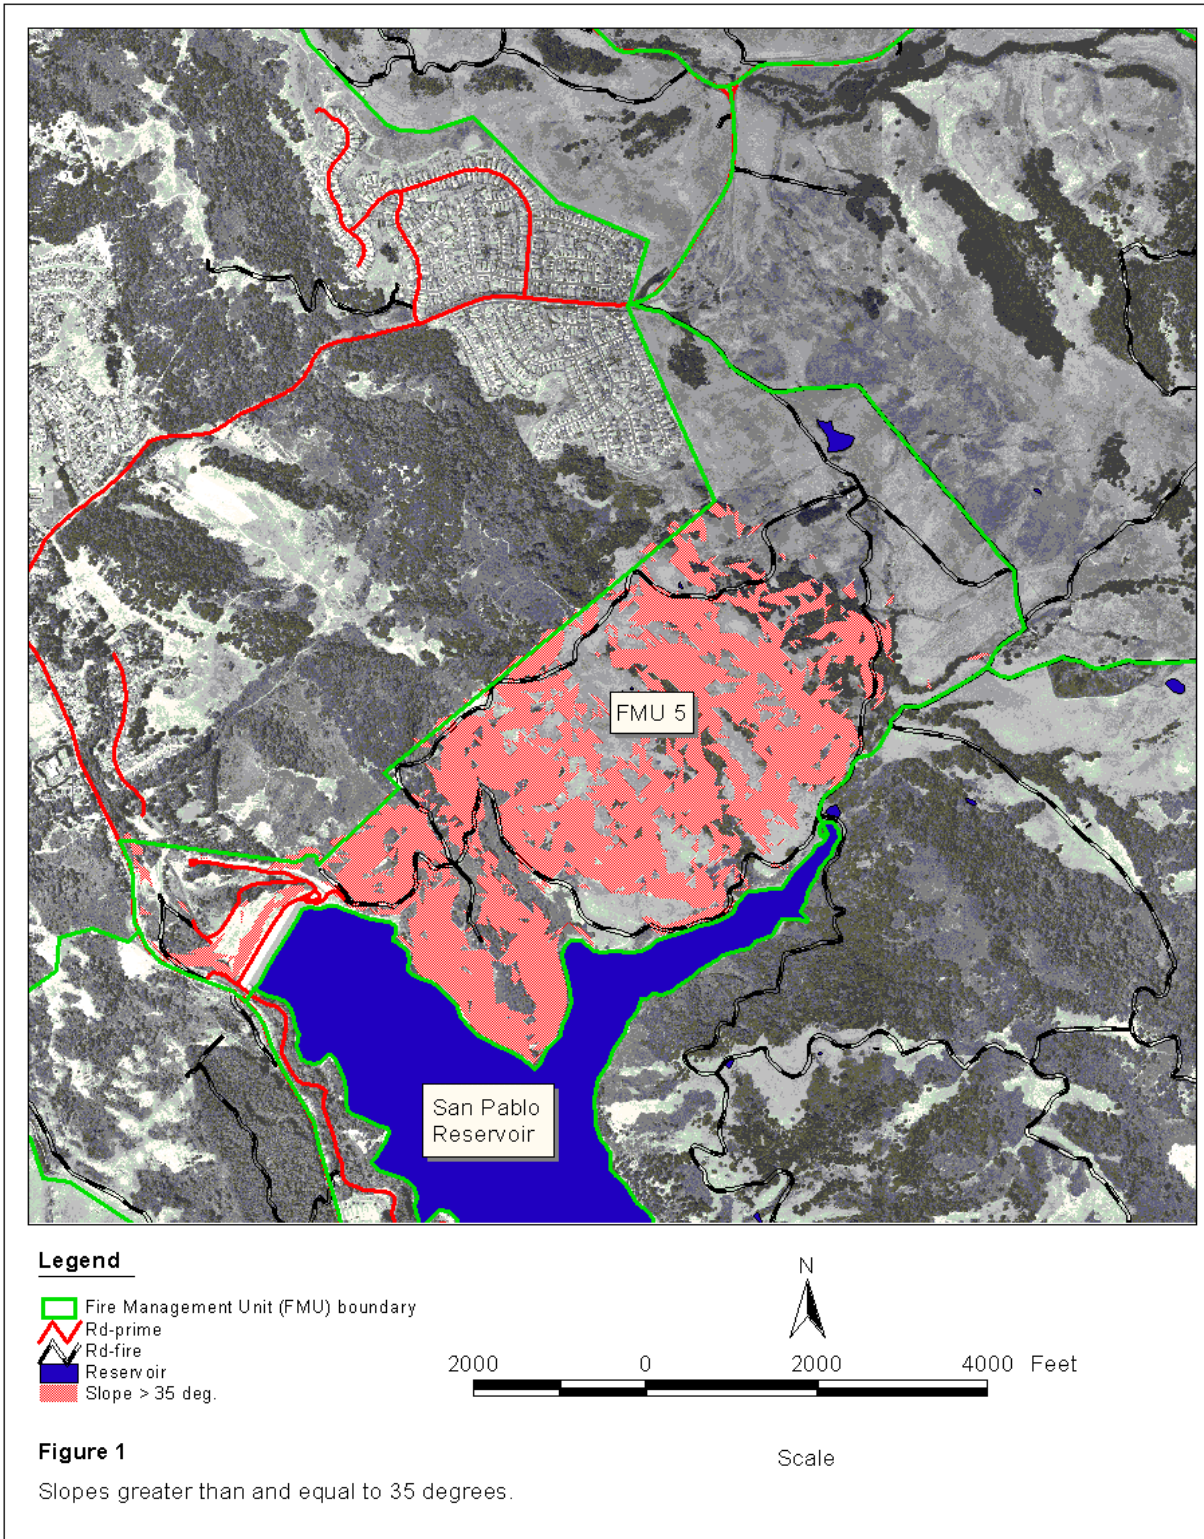 FMU 5
San Pablo
Reservoir
Legend
Fire Management Unit (FMU) boundary
Rd-prime
Rd-fire
Reservoir
Slope > 35 deg.
N
2000 0 2000 4000 Feet
Scale
Figure 1
Slopes greater than and equal to 35 degrees.